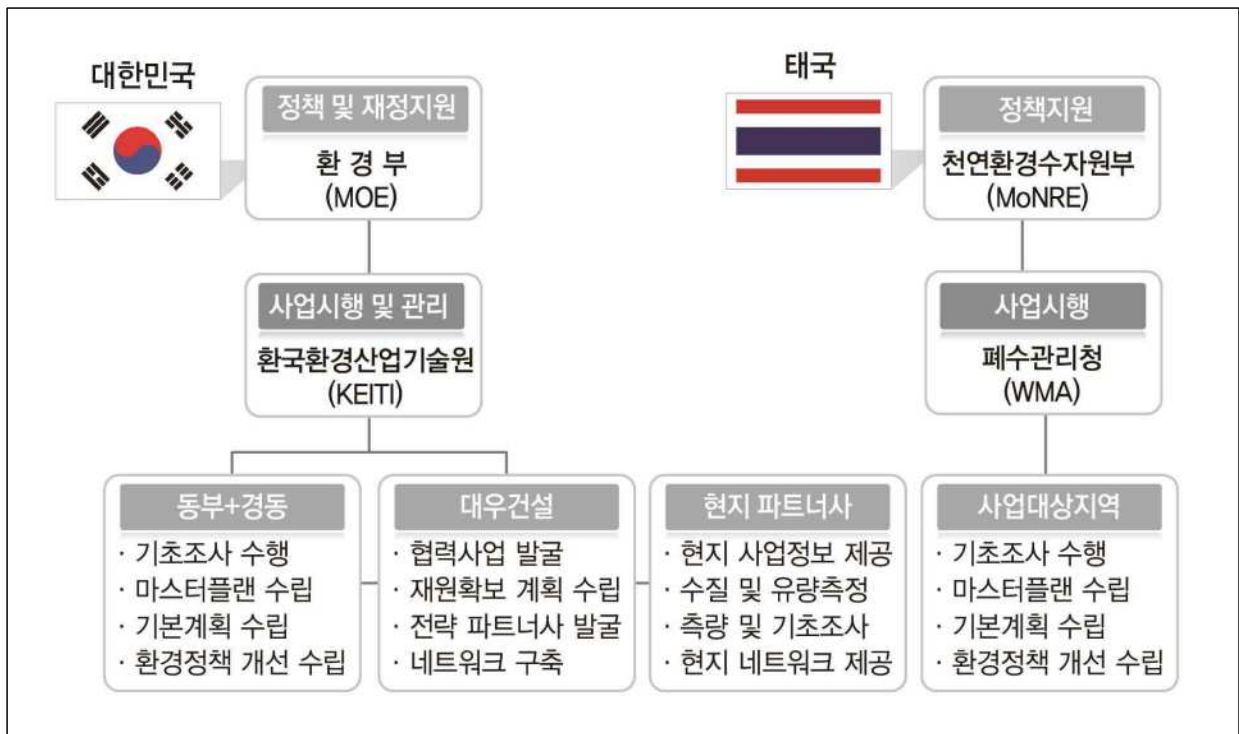 대한민국
정책 및 재정지원
환 경 부
(MOE)
사업시행 및 관리
환국환경산업기술원
(KEITI)
동부+경동
· 기초조사 수행
· 마스터플랜 수립
· 기본계획 수립
· 환경정책 개선 수립
대우건설
· 협력사업 발굴
· 재원확보 계획 수립
· 전략 파트너사 발굴
· 네트워크 구축
현지 파트너사
· 현지 사업정보 제공
· 수질 및 유량측정
· 측량 및 기초조사
· 현지 네트워크 제공
태국
정책지원
천연환경수자원부
(MoNRE)
사업시행
폐수관리청
(WMA)
사업대상지역
· 기초조사 수행
· 마스터플랜 수립
· 기본계획 수립
· 환경정책 개선 수립